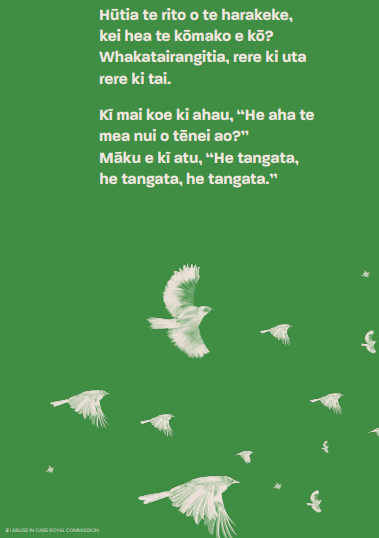 Hūtia te rito o te harakeke,
kei hea te kōmako e kō?
Whakatairangitia, rere ki uta
rere ki tai.
Kī mai koe ki ahau, “He aha te
mea nui o tēnei ao?”
Māku e kī atu, “He tangata,
he tangata, he tangata.”
8 | ABUSE IN CARE ROYAL COMMISSION